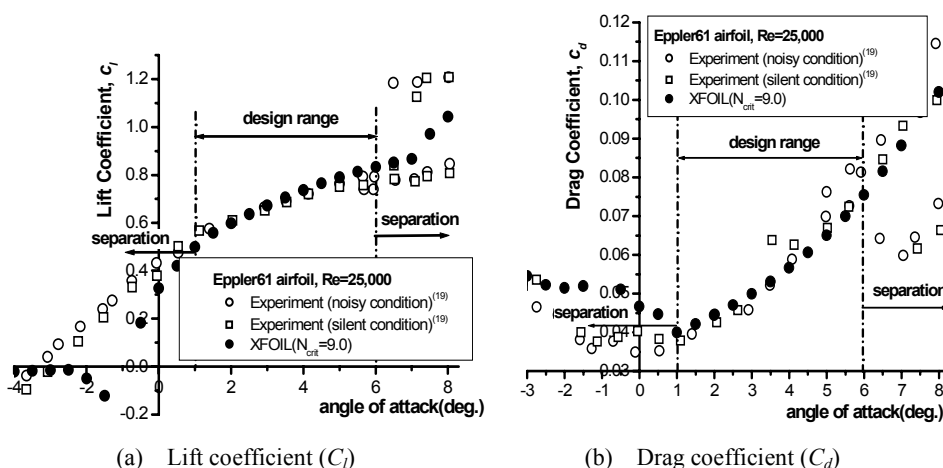 Lift Coefficient, c_l
1.2
1.0
0.8
0.6
0.4
0.2
0.0
-0.2
design range
separation
separation
Eppler61 airfoil, Re=25,000
Experiment (noisy condition)(19)
Experiment (silent condition)(19)
XFOIL(N_crit=9.0)
-4 -2 0 2 4 6 8
angle of attack(deg.)
(a) Lift coefficient (C_l)
Drag Coefficient, c_d
0.12
0.11
0.10
0.09
0.08
0.07
0.06
0.05
0.04
0.03
Eppler61 airfoil, Re=25,000
Experiment (noisy condition)(19)
Experiment (silent condition)(19)
XFOIL(N_crit=9.0)
design range
separation
separation
-3 -2 -1 0 1 2 3 4 5 6 7 8
angle of attack(deg.)
(b) Drag coefficient (C_d)